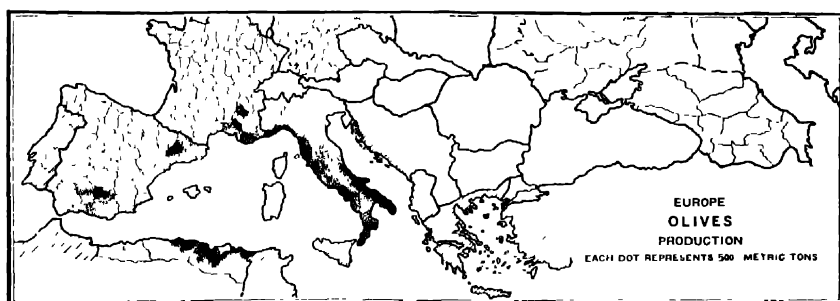 EUROPE
OLIVES
PRODUCTION
EACH DOT REPRESENTS 500 METRIC TONS